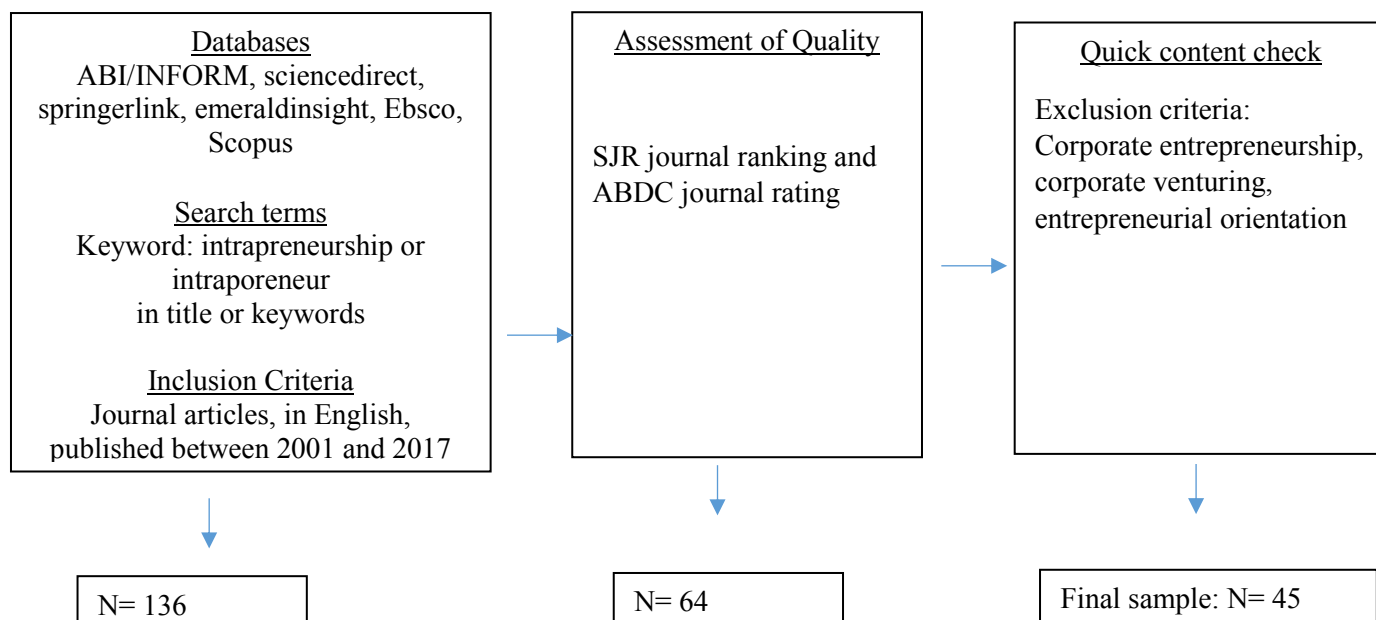 Databases
ABI/INFORM, sciencedirect,
springerlink, emeraldinsight, Ebsco,
Scopus
Search terms
Keyword: intrapreneurship or
intraporeneur
in title or keywords
Inclusion Criteria
Journal articles, in English,
published between 2001 and 2017
N= 136
Assessment of Quality
SJR journal ranking and
ABDC journal rating
N= 64
Quick content check
Exclusion criteria:
Corporate entrepreneurship,
corporate venturing,
entrepreneurial orientation
Final sample: N= 45